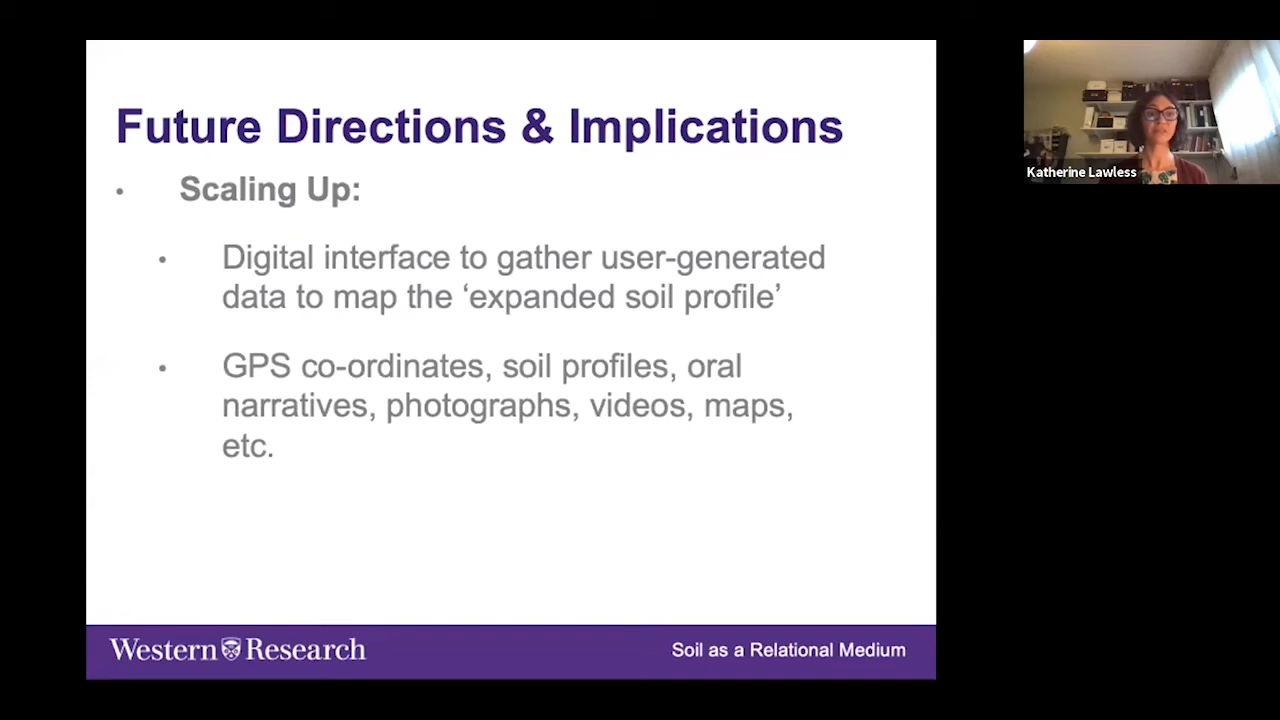 Future Directions & Implications
• Scaling Up:
• Digital interface to gather user-generated
data to map the ‘expanded soil profile’
• GPS co-ordinates, soil profiles, oral
narratives, photographs, videos, maps,
etc.
Western Research
Soil as a Relational Medium
Katherine Lawless